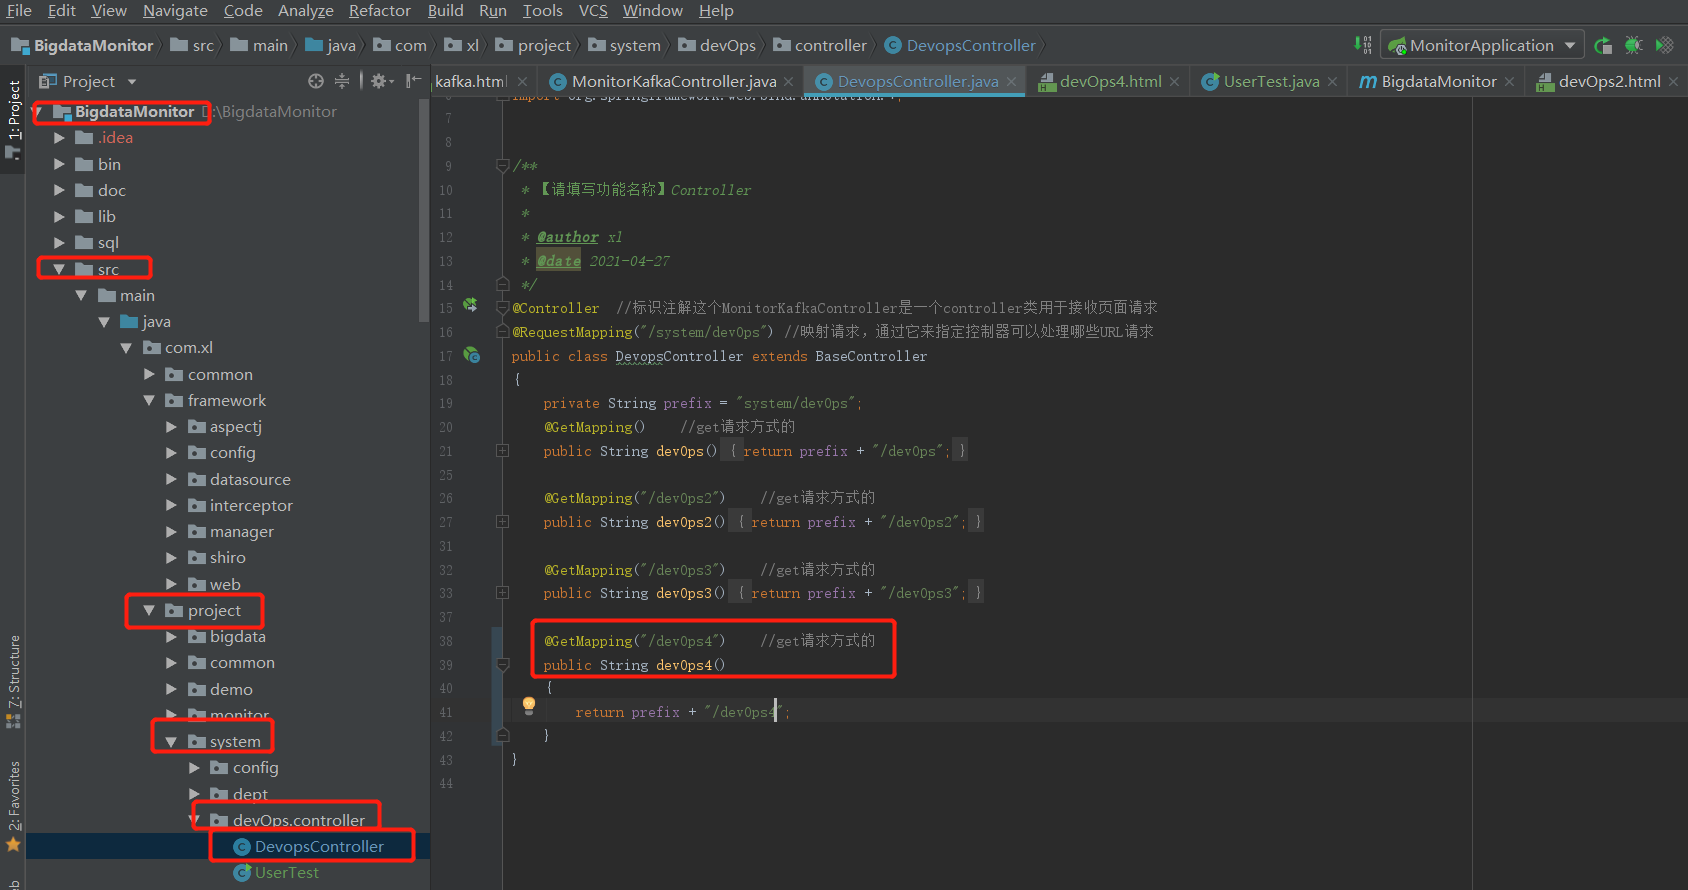 File Edit View Navigate Code Analyze Refactor Build Run Tools VCS Window Help
BigdataMonitor src main java com xl project system devOps controller DevopsController MonitorApplication
Project
kafka.html MonitorKafkaController.java DevopsController.java devOps4.html UserTest.java BigdataMonitor devOps2.html
1: Project
7: Structure
2: Favorites
BigdataMonitor D:\BigdataMonitor
.idea
bin
doc
lib
sql
src
main
java
com.xl
common
framework
aspectj
config
datasource
interceptor
manager
shiro
web
project
bigdata
common
demo
monitor
system
config
dept
devOps.controller
DevopsController
UserTest
6 import org.springframework.web.bind.annotation.*;
7
8
9 /**
10 * 【请填写功能名称】Controller
11 *
12 * @author xl
13 * @date 2021-04-27
14 */
15 @Controller //标识注解这个MonitorKafkaController是一个controller类用于接收页面请求
16 @RequestMapping("/system/devOps") //映射请求，通过它来指定控制器可以处理哪些URL请求
17 public class DevopsController extends BaseController
18 {
19 private String prefix = "system/devOps";
20 @GetMapping() //get请求方式的
21 public String devOps() { return prefix + "/devOps"; }
25
26 @GetMapping("/devOps2") //get请求方式的
27 public String devOps2() { return prefix + "/devOps2"; }
31
32 @GetMapping("/devOps3") //get请求方式的
33 public String devOps3() { return prefix + "/devOps3"; }
37
38 @GetMapping("/devOps4") //get请求方式的
39 public String devOps4()
40 {
41 return prefix + "/devOps4";
42 }
43 }
44